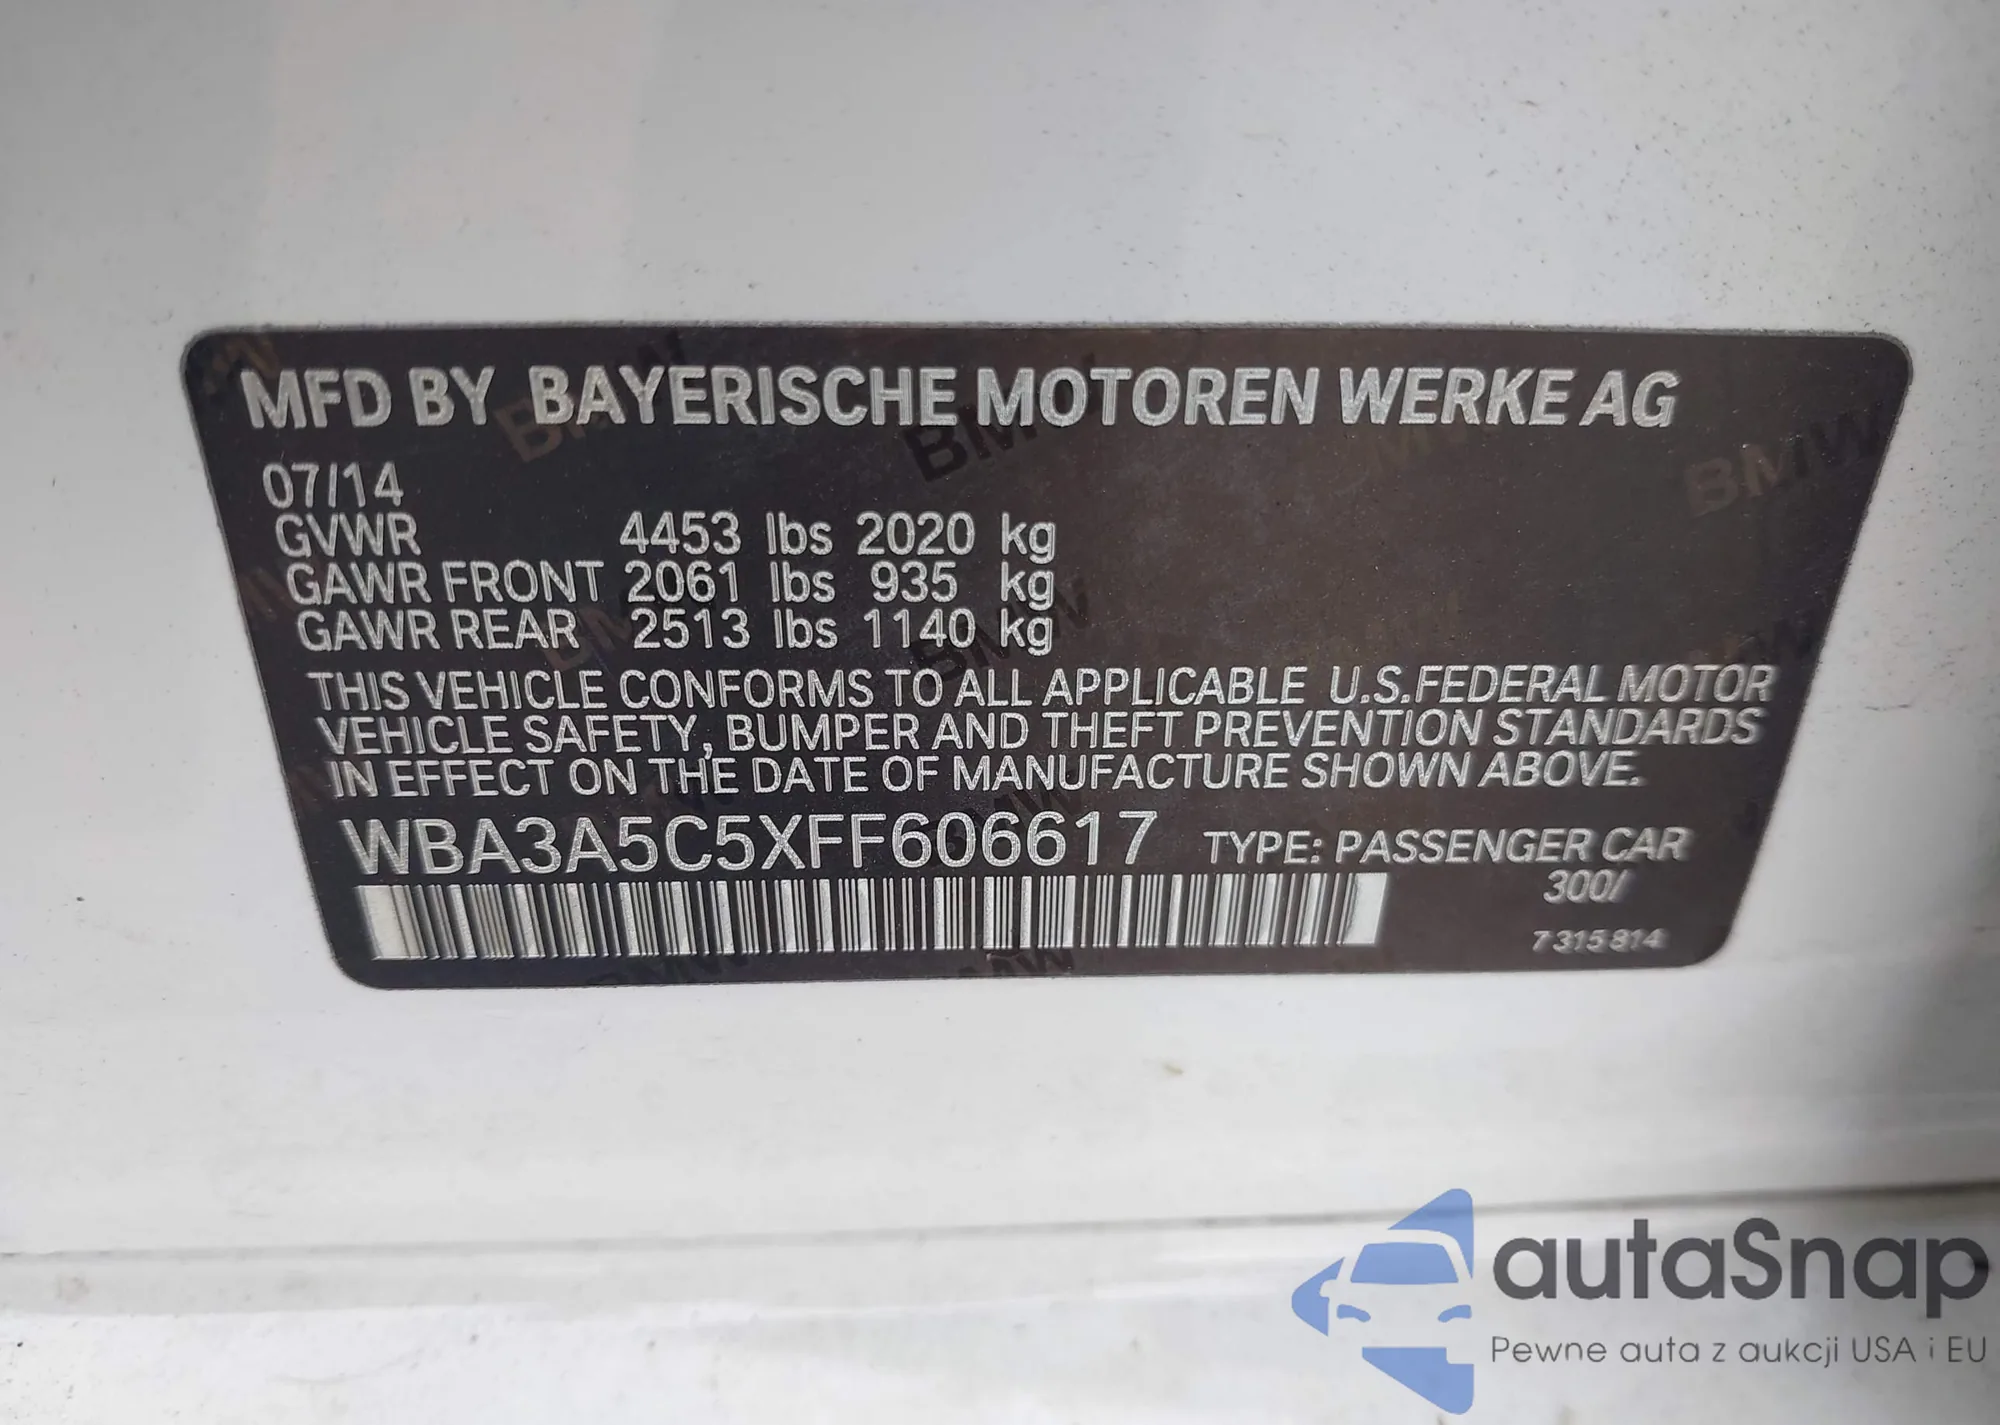 MFD BY BAYERISCHE MOTOREN WERKE AG
07/14
GVWR 4453 lbs 2020 kg
GAWR FRONT 2061 lbs 935 kg
GAWR REAR 2513 lbs 1140 kg
THIS VEHICLE CONFORMS TO ALL APPLICABLE U.S.FEDERAL MOTOR
VEHICLE SAFETY, BUMPER AND THEFT PREVENTION STANDARDS
IN EFFECT ON THE DATE OF MANUFACTURE SHOWN ABOVE.
WBA3A5C5XFF606617 TYPE: PASSENGER CAR
300/
7 315 814
autaSnap
Pewne auta z aukcji USA i EU